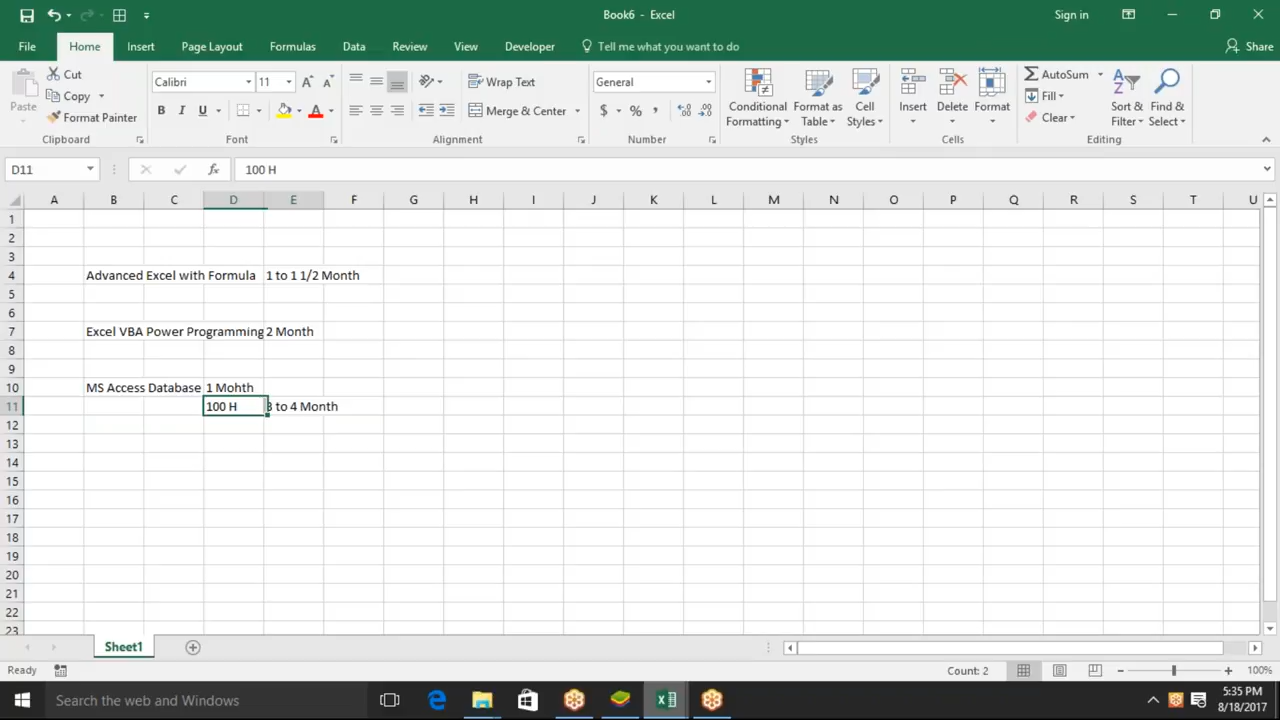 Book6 - Excel
Sign in
File Home Insert Page Layout Formulas Data Review View Developer Tell me what you want to do Share
Paste Cut Copy Format Painter Clipboard
Calibri 11 B I U A Font
Wrap Text Merge & Center Alignment
General $ % , Number
Conditional Formatting Format as Table Cell Styles Styles
Insert Delete Format Cells
AutoSum Fill Clear Sort & Filter Find & Select Editing
D11 fx 100 H
A B C D E F G H I J K L M N O P Q R S T U
1
2
3
4 Advanced Excel with Formula 1 to 1 1/2 Month
5
6
7 Excel VBA Power Programming 2 Month
8
9
10 MS Access Database 1 Mohth
11 100 H 3 to 4 Month
12
13
14
15
16
17
18
19
20
21
22
23
Sheet1
Ready Count: 2 100%
Search the web and Windows
5:35 PM
8/18/2017